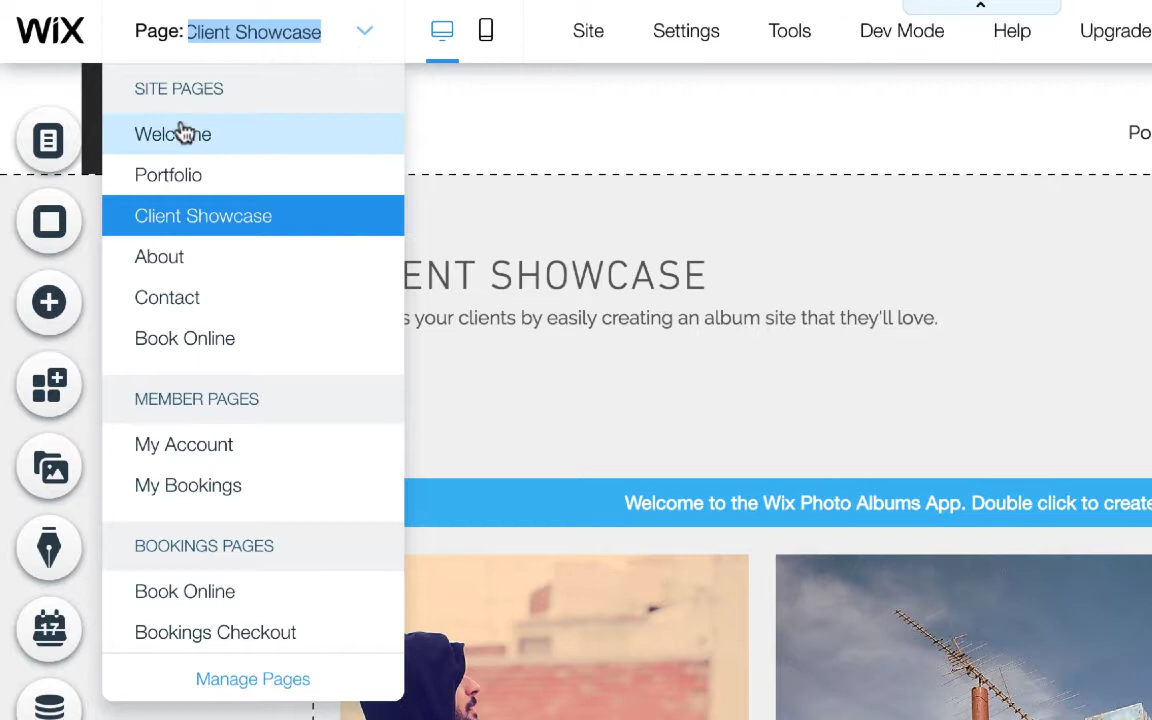 WiX Page: Client Showcase Site Settings Tools Dev Mode Help Upgrade
SITE PAGES
Welcome
Po
Portfolio
Client Showcase
About
ENT SHOWCASE
Contact
s your clients by easily creating an album site that they'll love.
Book Online
MEMBER PAGES
My Account
My Bookings
Welcome to the Wix Photo Albums App. Double click to create
BOOKINGS PAGES
Book Online
Bookings Checkout
Manage Pages
17